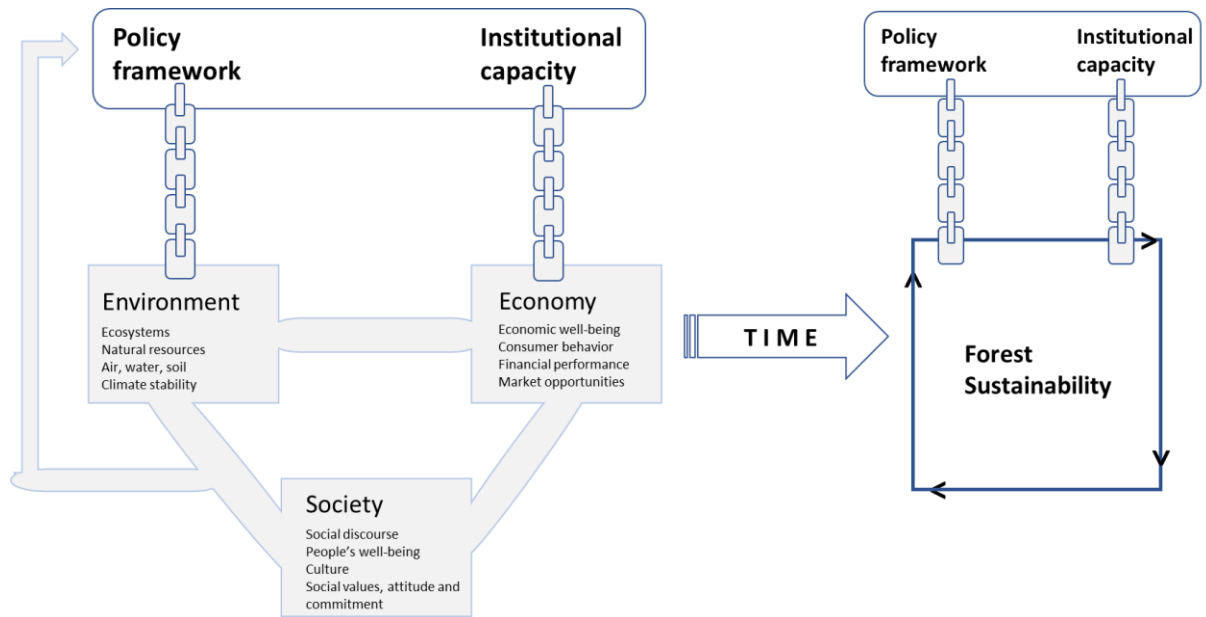 Policy
framework
Institutional
capacity
Environment
Ecosystems
Natural resources
Air, water, soil
Climate stability
Economy
Economic well-being
Consumer behavior
Financial performance
Market opportunities
Society
Social discourse
People's well-being
Culture
Social values, attitude and
commitment
TIME
Policy
framework
Institutional
capacity
Forest
Sustainability